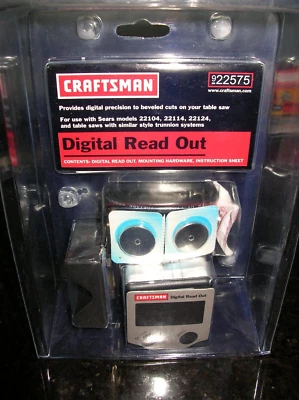 CRAFTSMAN
922575
www.craftsman.com
Provides digital precision to beveled cuts on your table saw
For use with Sears models 22104, 22114, 22124,
and table saws with similar style trunnion systems
Digital Read Out
CONTENTS: DIGITAL READ OUT, MOUNTING HARDWARE, INSTRUCTION SHEET
CRAFTSMAN Digital Read Out